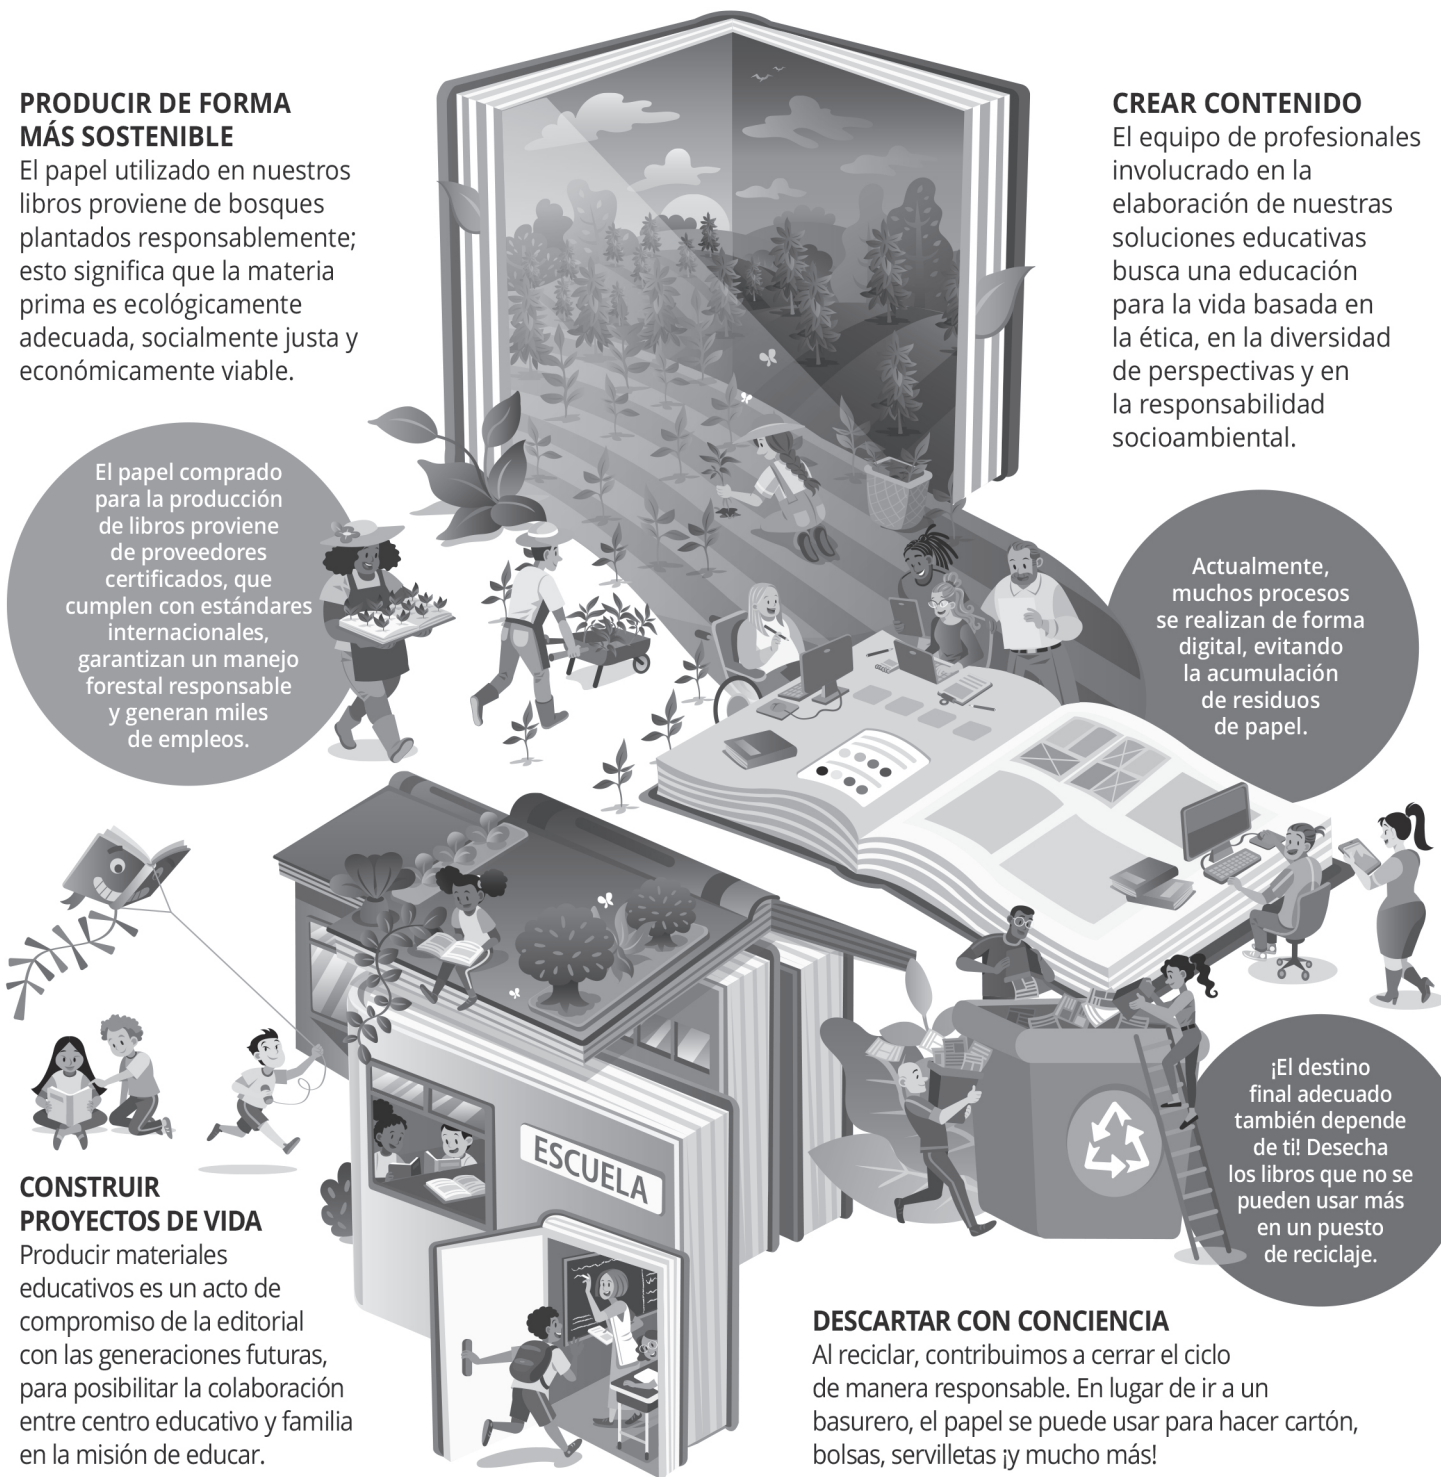 PRODUCIR DE FORMA
MÁS SOSTENIBLE
El papel utilizado en nuestros
libros proviene de bosques
plantados responsablemente;
esto significa que la materia
prima es ecológicamente
adecuada, socialmente justa y
económicamente viable.
El papel comprado
para la producción
de libros proviene
de proveedores
certificados, que
cumplen con estándares
internacionales,
garantizan un manejo
forestal responsable
y generan miles
de empleos.
CREAR CONTENIDO
El equipo de profesionales
involucrado en la
elaboración de nuestras
soluciones educativas
busca una educación
para la vida basada en
la ética, en la diversidad
de perspectivas y en
la responsabilidad
socioambiental.
Actualmente,
muchos procesos
se realizan de forma
digital, evitando
la acumulación
de residuos
de papel.
ESCUELA
CONSTRUIR
PROYECTOS DE VIDA
Producir materiales
educativos es un acto de
compromiso de la editorial
con las generaciones futuras,
para posibilitar la colaboración
entre centro educativo y familia
en la misión de educar.
¡El destino
final adecuado
también depende
de ti! Desecha
los libros que no se
pueden usar más
en un puesto
de reciclaje.
DESCARTAR CON CONCIENCIA
Al reciclar, contribuimos a cerrar el ciclo
de manera responsable. En lugar de ir a un
basurero, el papel se puede usar para hacer cartón,
bolsas, servilletas ¡y mucho más!